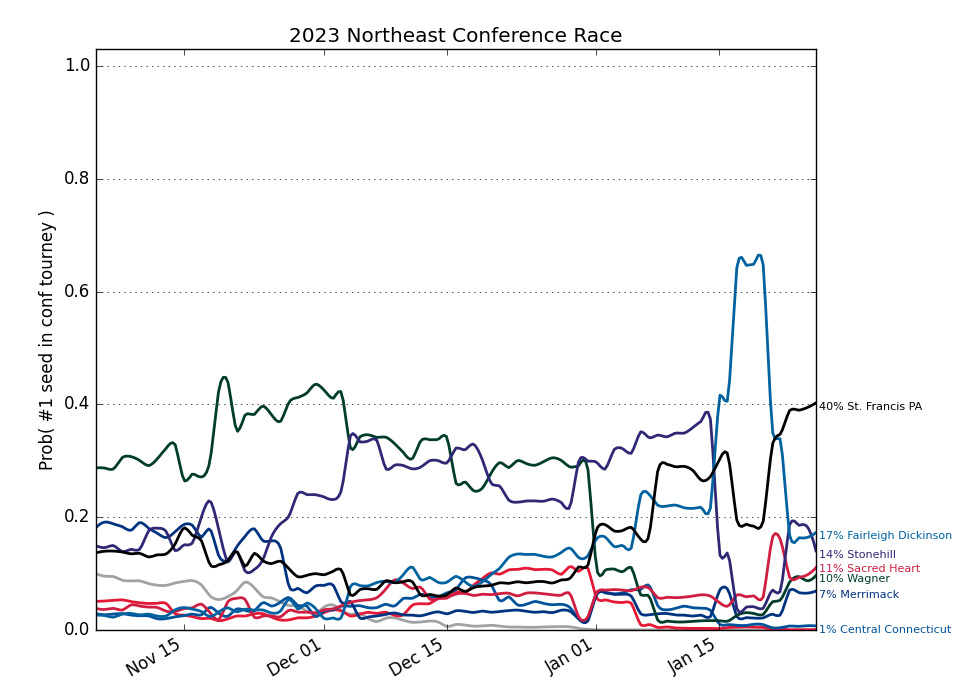 2023 Northeast Conference Race
Prob( #1 seed in conf tourney )
1.0
0.8
0.6
0.4
0.2
0.0
Nov 15
Dec 01
Dec 15
Jan 01
Jan 15
40% St. Francis PA
17% Fairleigh Dickinson
14% Stonehill
11% Sacred Heart
10% Wagner
7% Merrimack
1% Central Connecticut